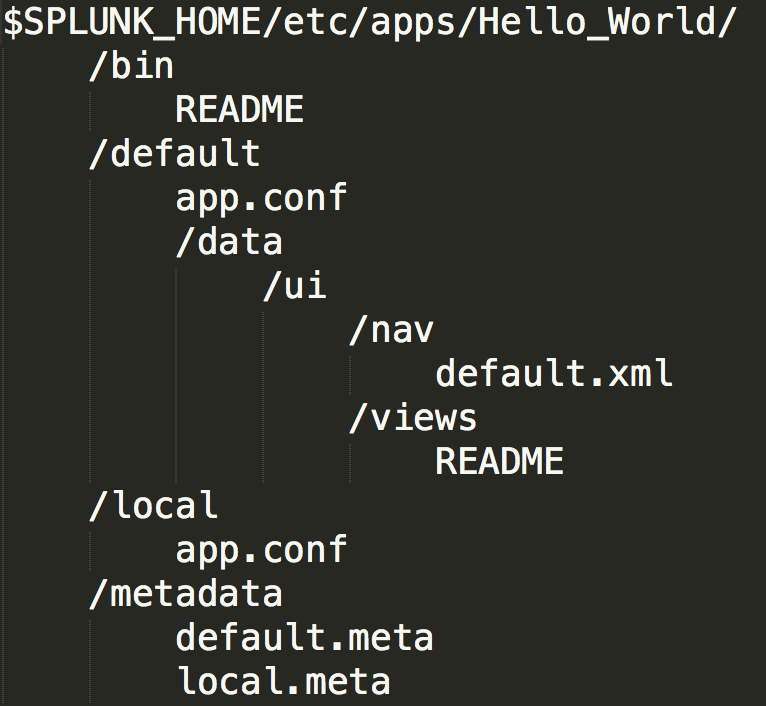 $SPLUNK_HOME/etc/apps/Hello_World/
/bin
README
/default
app.conf
/data
/ui
/nav
default.xml
/views
README
/local
app.conf
/metadata
default.meta
local.meta